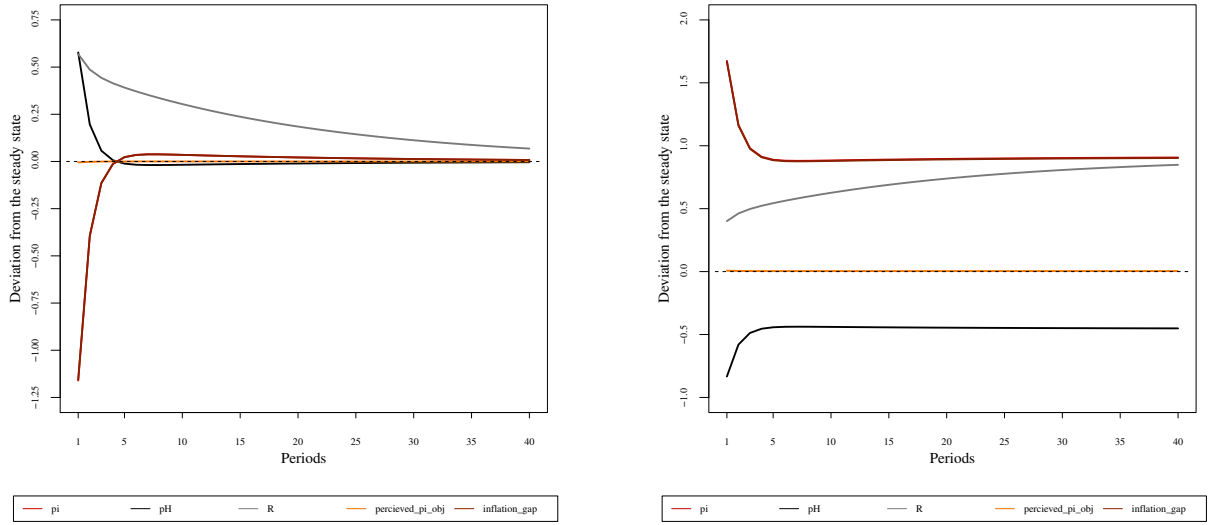 Deviation from the steady state
0.75
0.50
0.25
0.00
−0.25
−0.50
−0.75
−1.00
−1.25
1 5 10 15 20 25 30 35 40
Periods
pi pH R percieved_pi_obj inflation_gap
Deviation from the steady state
2.0
1.5
1.0
0.5
0.0
−0.5
−1.0
1 5 10 15 20 25 30 35 40
Periods
pi pH R percieved_pi_obj inflation_gap